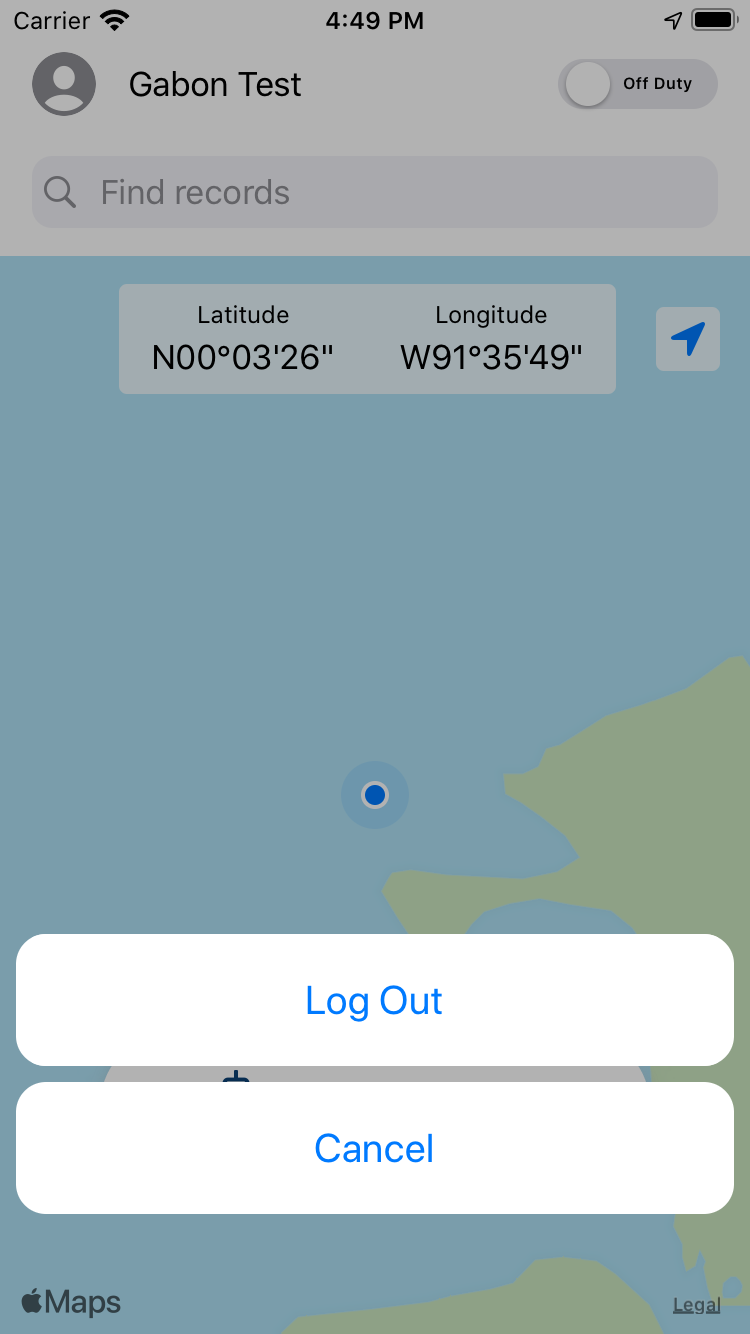 Carrier 4:49 PM
Gabon Test
Off Duty
Find records
Latitude Longitude
N00°03'26" W91°35'49"
Log Out
Cancel
Maps
Legal